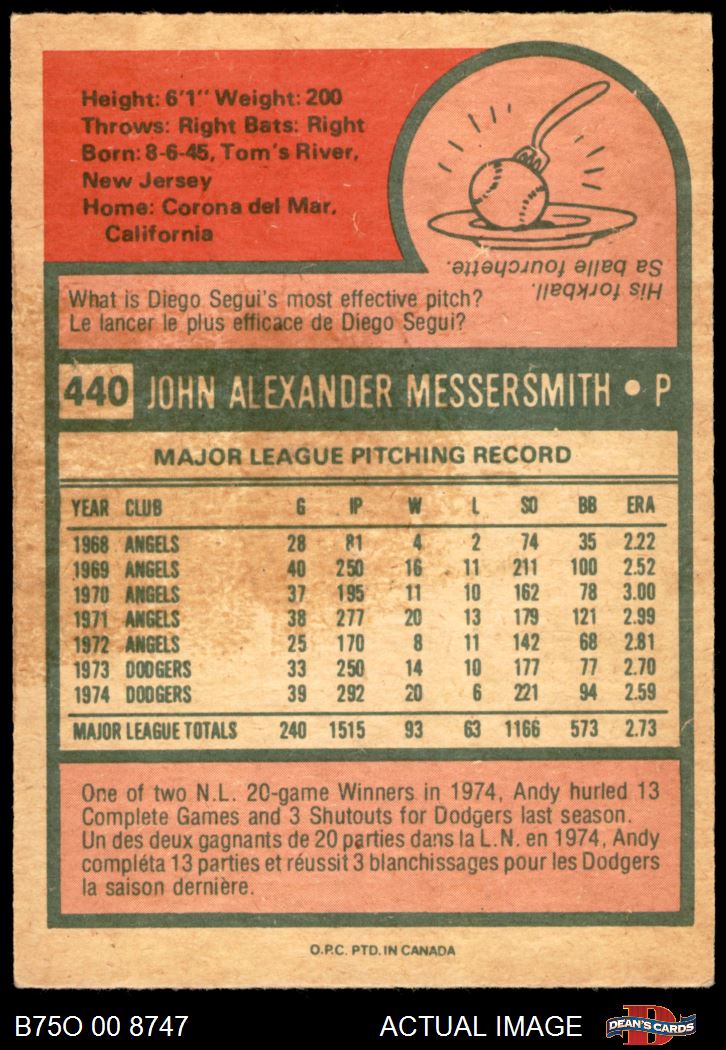 Height: 6'1" Weight: 200
Throws: Right Bats: Right
Born: 8-6-45, Tom's River,
New Jersey
Home: Corona del Mar,
California
His forkball.
Sa balle fourchette.
What is Diego Segui's most effective pitch?
Le lancer le plus efficace de Diego Segui?
440 JOHN ALEXANDER MESSERSMITH • P
MAJOR LEAGUE PITCHING RECORD
YEAR CLUB G IP W L SO BB ERA
1968 ANGELS 28 81 4 2 74 35 2.22
1969 ANGELS 40 250 16 11 211 100 2.52
1970 ANGELS 37 195 11 10 162 78 3.00
1971 ANGELS 38 277 20 13 179 121 2.99
1972 ANGELS 25 170 8 11 142 68 2.81
1973 DODGERS 33 250 14 10 177 77 2.70
1974 DODGERS 39 292 20 6 221 94 2.59
MAJOR LEAGUE TOTALS 240 1515 93 63 1166 573 2.73
One of two N.L. 20-game Winners in 1974, Andy hurled 13
Complete Games and 3 Shutouts for Dodgers last season.
Un des deux gagnants de 20 parties dans la L.N. en 1974, Andy
compléta 13 parties et réussit 3 blanchissages pour les Dodgers
la saison dernière.
O.P.C. PTD. IN CANADA
B75O 00 8747 ACTUAL IMAGE
D
DEAN'S CARDS